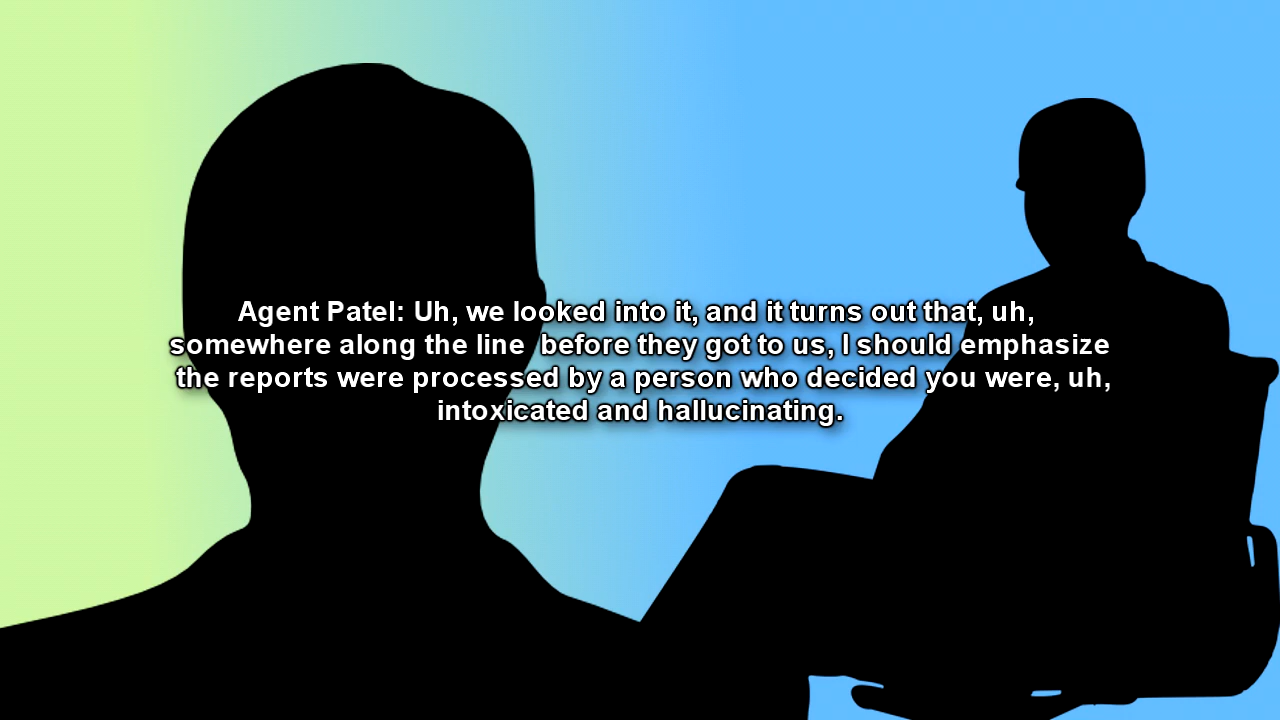 Agent Patel: Uh, we looked into it, and it turns out that, uh,
somewhere along the line  before they got to us, I should emphasize
the reports were processed by a person who decided you were, uh,
intoxicated and hallucinating.